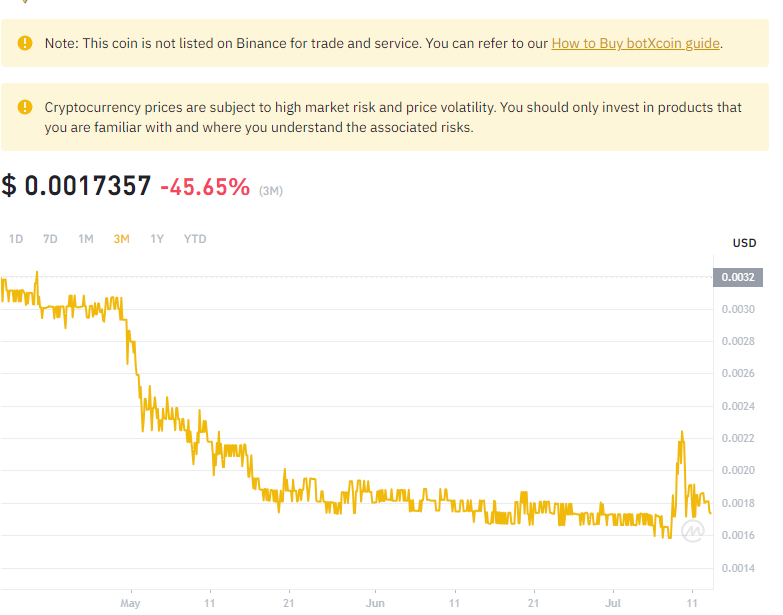 Note: This coin is not listed on Binance for trade and service. You can refer to our How to Buy botXcoin guide.
Cryptocurrency prices are subject to high market risk and price volatility. You should only invest in products that
you are familiar with and where you understand the associated risks.
$ 0.0017357 -45.65% (3M)
1D 7D 1M 3M 1Y YTD
USD
0.0032
0.0030
0.0028
0.0026
0.0024
0.0022
0.0020
0.0018
0.0016
0.0014
May 11 21 Jun 11 21 Jul 11